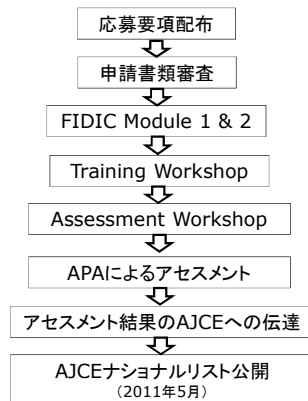 応募要項配布
申請書類審査
FIDIC Module 1 & 2
Training Workshop
Assessment Workshop
APAによるアセスメント
アセスメント結果のAJCEへの伝達
AJCEナショナルリスト公開
(2011年5月)